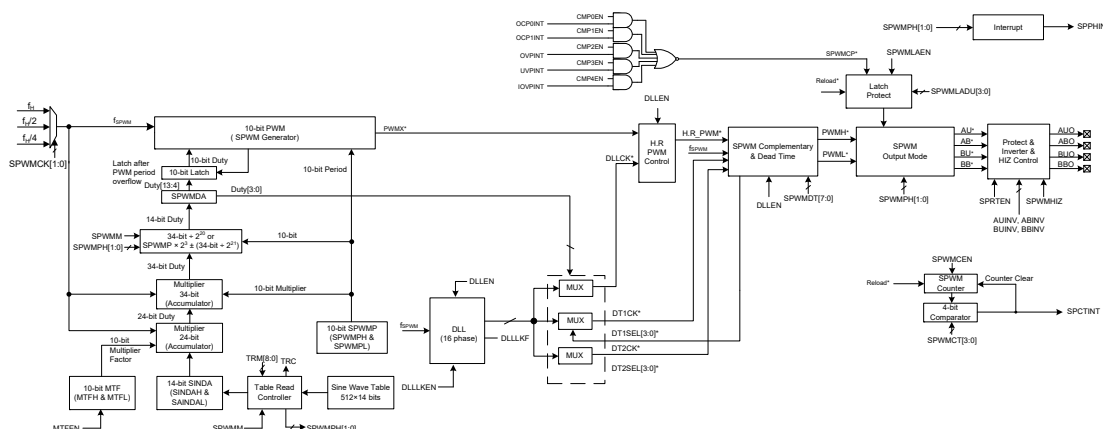 CMP0EN
OCP0INT
CMP1EN
OCP1INT
CMP2EN
OVPINT
CMP3EN
UVPINT
CMP4EN
IOVPINT
SPWMCP*
SPWMLAEN
Reload*
Latch
Protect
SPWMLADU[3:0]
SPWMPH[1:0]
Interrupt
SPPHIN
fH
fH/2
fH/4
SPWMCK[1:0]*
fSPWM
10-bit PWM
( SPWM Generator)
PWMX*
Latch after
PWM period
overflow
10-bit Duty
10-bit Latch
10-bit Period
Duty[13:4]
Duty[3:0]
SPWMDA
14-bit Duty
SPWMM
SPWMPH[1:0]
34-bit ÷ 2^20 or
SPWMP × 2^3 ± (34-bit ÷ 2^21)
10-bit
34-bit Duty
Multiplier
34-bit
(Accumulator)
10-bit Multiplier
24-bit Duty
Multiplier
24-bit
(Accumulator)
10-bit
Multiplier
Factor
10-bit SPWMP
(SPWMPH &
SPWMPL)
10-bit MTF
(MTFH & MTFL)
MTFEN
14-bit SINDA
(SINDAH &
SAINDAL)
TRM[8:0]
TRC
Table Read
Controller
Sine Wave Table
512×14 bits
SPWMM
SPWMPH[1:0]
DLLEN
fSPWM
DLL
(16 phase)
DLLLKF
DLLLKEN
MUX
MUX
MUX
DT1CK*
DT1SEL[3:0]*
DT2CK*
DT2SEL[3:0]*
DLLEN
H.R
PWM
Control
DLLCK*
H.R_PWM*
fSPWM
SPWM Complementary
& Dead Time
DLLEN
SPWMDT[7:0]
PWMH*
PWML*
SPWM
Output Mode
SPWMPH[1:0]
AU*
AB*
BU*
BB*
Protect &
Inverter &
HIZ Control
AUO
ABO
BUO
BBO
SPRTEN
SPWMHIZ
AUINV, ABINV
BUINV, BBINV
SPWMCEN
Reload*
SPWM
Counter
Counter Clear
4-bit
Comparator
SPCTINT
SPWMCT[3:0]